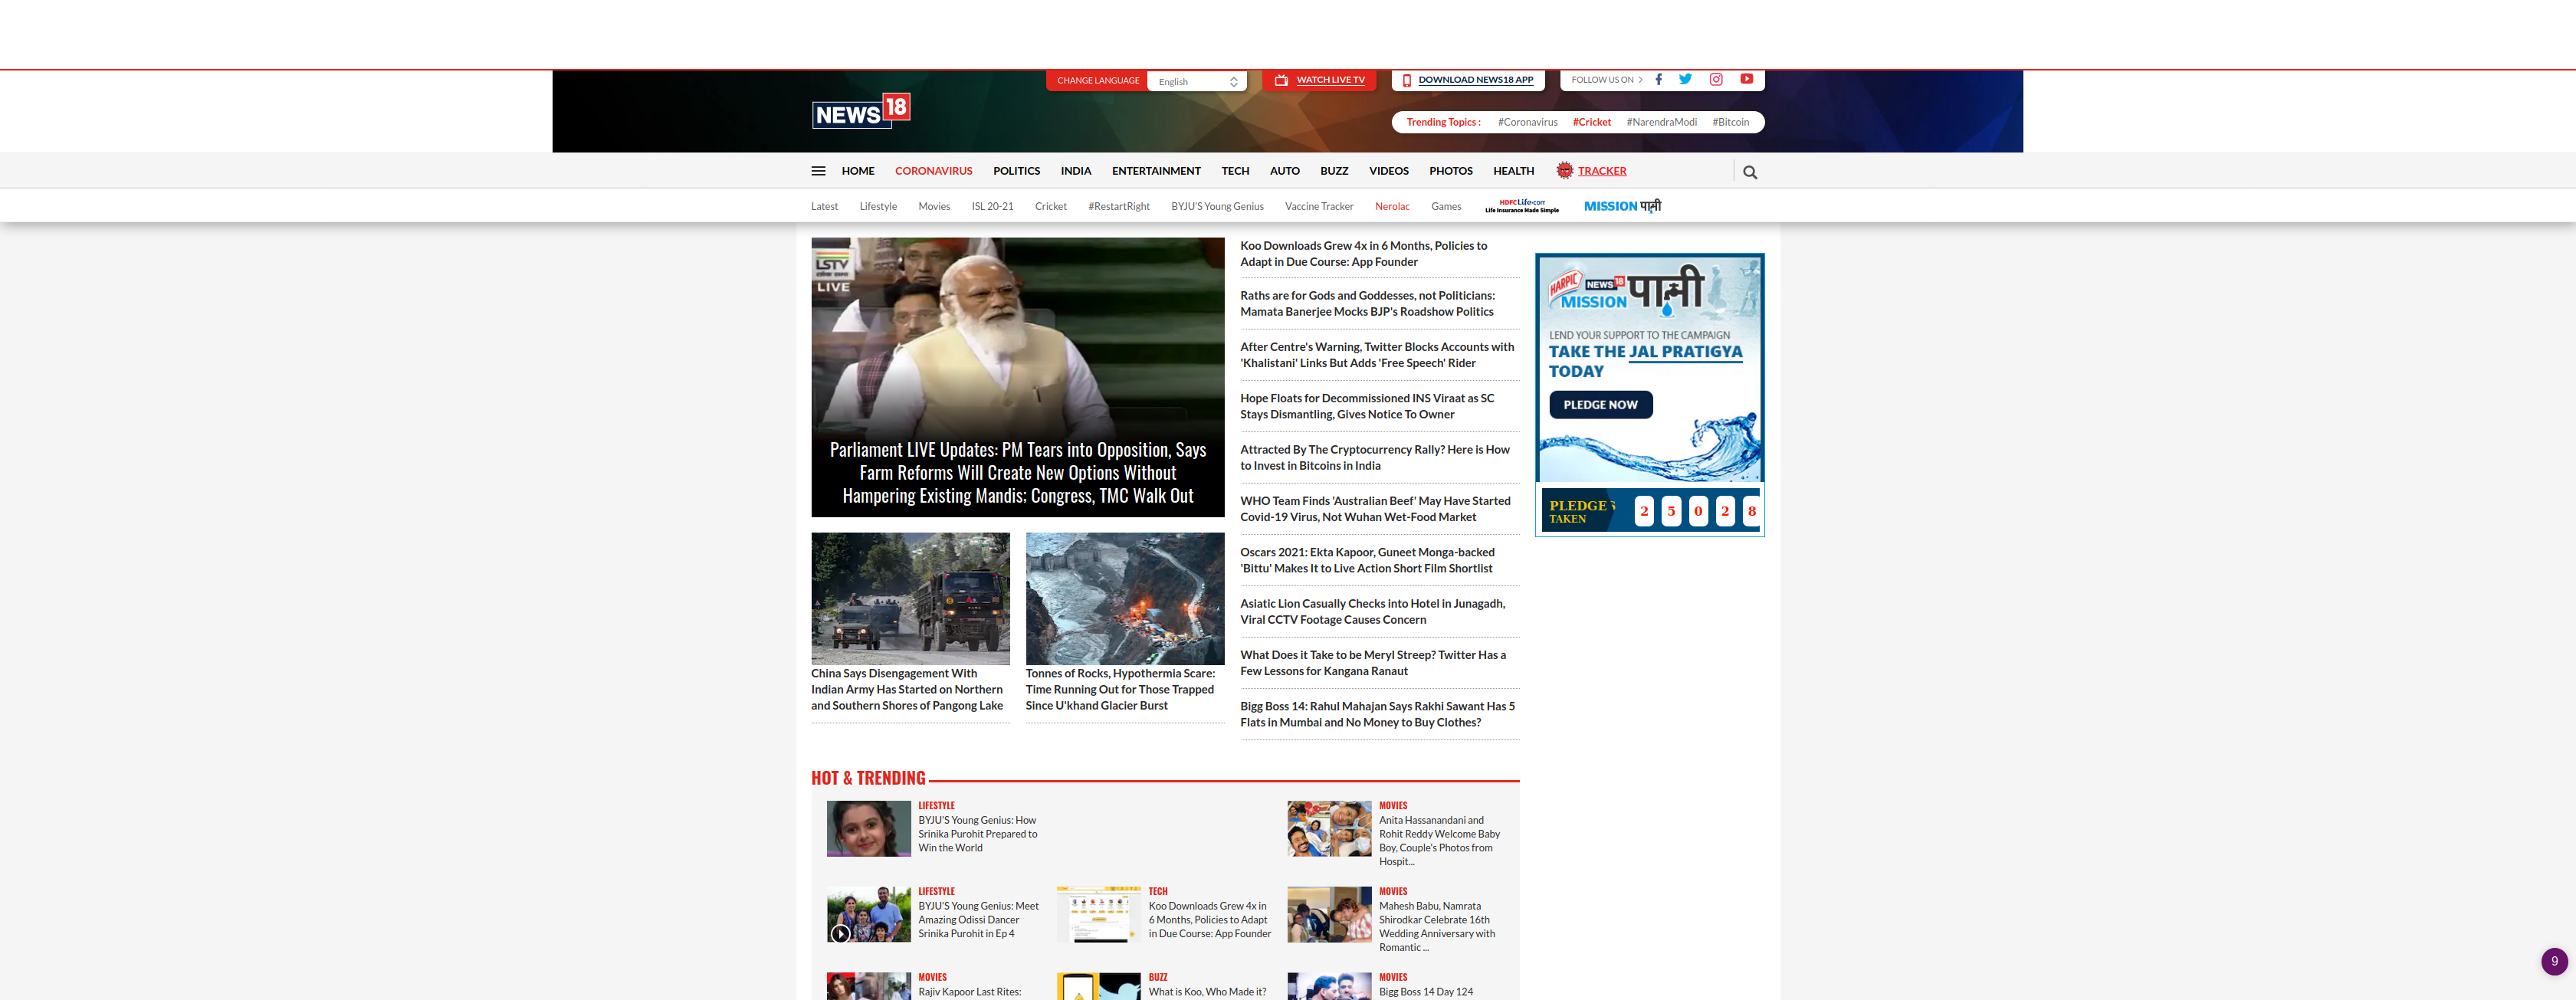 CHANGE LANGUAGE English WATCH LIVE TV DOWNLOAD NEWS18 APP FOLLOW US ON
NEWS 18
Trending Topics : #Coronavirus #Cricket #NarendraModi #Bitcoin
HOME CORONAVIRUS POLITICS INDIA ENTERTAINMENT TECH AUTO BUZZ VIDEOS PHOTOS HEALTH TRACKER
Latest Lifestyle Movies ISL 20-21 Cricket #RestartRight BYJU'S Young Genius Vaccine Tracker Nerolac Games HDFCLife.com MISSION पानी
Life Insurance Made Simple
LSTV
LIVE
Parliament LIVE Updates: PM Tears into Opposition, Says
Farm Reforms Will Create New Options Without
Hampering Existing Mandis; Congress, TMC Walk Out
China Says Disengagement With
Indian Army Has Started on Northern
and Southern Shores of Pangong Lake
Tonnes of Rocks, Hypothermia Scare:
Time Running Out for Those Trapped
Since U'khand Glacier Burst
Koo Downloads Grew 4x in 6 Months, Policies to
Adapt in Due Course: App Founder
Raths are for Gods and Goddesses, not Politicians:
Mamata Banerjee Mocks BJP's Roadshow Politics
After Centre's Warning, Twitter Blocks Accounts with
'Khalistani' Links But Adds 'Free Speech' Rider
Hope Floats for Decommissioned INS Viraat as SC
Stays Dismantling, Gives Notice To Owner
Attracted By The Cryptocurrency Rally? Here is How
to Invest in Bitcoins in India
WHO Team Finds 'Australian Beef' May Have Started
Covid-19 Virus, Not Wuhan Wet-Food Market
Oscars 2021: Ekta Kapoor, Guneet Monga-backed
'Bittu' Makes It to Live Action Short Film Shortlist
Asiatic Lion Casually Checks into Hotel in Junagadh,
Viral CCTV Footage Causes Concern
What Does it Take to be Meryl Streep? Twitter Has a
Few Lessons for Kangana Ranaut
Bigg Boss 14: Rahul Mahajan Says Rakhi Sawant Has 5
Flats in Mumbai and No Money to Buy Clothes?
HARPIC NEWS18
MISSION पानी
LEND YOUR SUPPORT TO THE CAMPAIGN
TAKE THE JAL PRATIGYA
TODAY
PLEDGE NOW
PLEDGES
TAKEN
2 5 0 2 8
HOT & TRENDING
LIFESTYLE
BYJU'S Young Genius: How
Srinika Purohit Prepared to
Win the World
MOVIES
Anita Hassanandani and
Rohit Reddy Welcome Baby
Boy, Couple's Photos from
Hospit...
LIFESTYLE
BYJU'S Young Genius: Meet
Amazing Odissi Dancer
Srinika Purohit in Ep 4
TECH
Koo Downloads Grew 4x in
6 Months, Policies to Adapt
in Due Course: App Founder
MOVIES
Mahesh Babu, Namrata
Shirodkar Celebrate 16th
Wedding Anniversary with
Romantic ...
MOVIES
Rajiv Kapoor Last Rites:
BUZZ
What is Koo, Who Made it?
MOVIES
Bigg Boss 14 Day 124
9